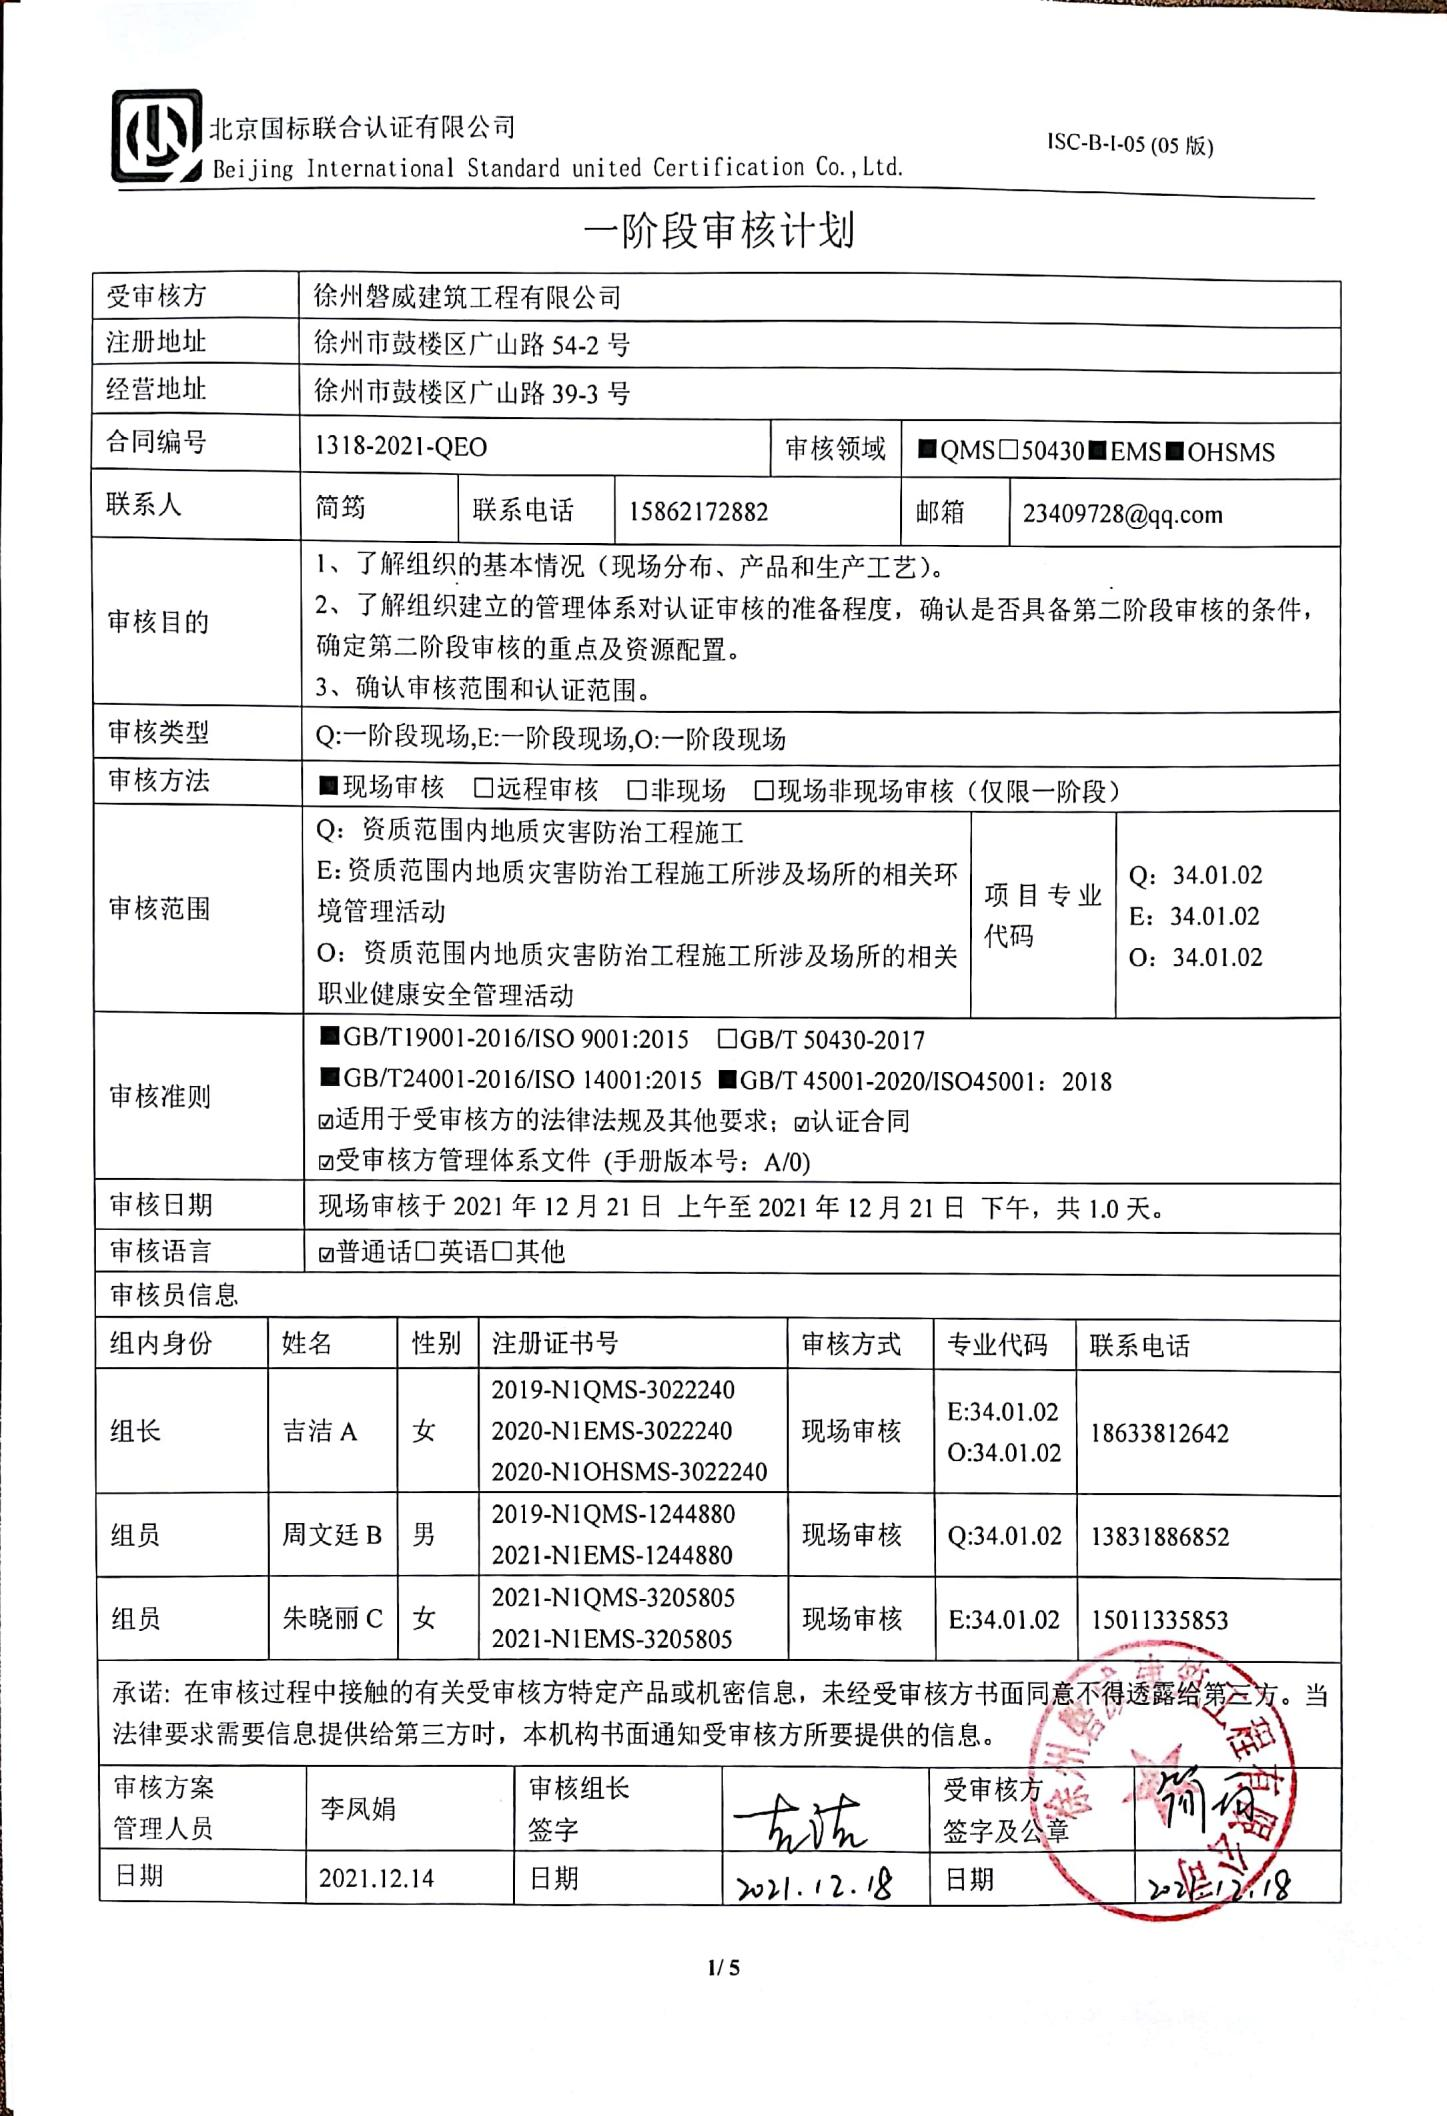 北京国标联合认证有限公司
Beijing International Standard united Certification Co.,Ltd.
ISC-B-I-05 (05 版)
一阶段审核计划
受审核方 徐州磐威建筑工程有限公司
注册地址 徐州市鼓楼区广山路 54-2 号
经营地址 徐州市鼓楼区广山路 39-3 号
合同编号 1318-2021-QEO 审核领域 ■QMS□50430■EMS■OHSMS
联系人 简筠 联系电话 15862172882 邮箱 23409728@qq.com
审核目的
1、了解组织的基本情况（现场分布、产品和生产工艺）。
2、了解组织建立的管理体系对认证审核的准备程度，确认是否具备第二阶段审核的条件，
确定第二阶段审核的重点及资源配置。
3、确认审核范围和认证范围。
审核类型 Q:一阶段现场,E:一阶段现场,O:一阶段现场
审核方法 ■现场审核 □远程审核 □非现场 □现场非现场审核（仅限一阶段）
审核范围
Q：资质范围内地质灾害防治工程施工
E: 资质范围内地质灾害防治工程施工所涉及场所的相关环
境管理活动
O：资质范围内地质灾害防治工程施工所涉及场所的相关
职业健康安全管理活动
项目专业
代码
Q：34.01.02
E：34.01.02
O：34.01.02
审核准则
■GB/T19001-2016/ISO 9001:2015 □GB/T 50430-2017
■GB/T24001-2016/ISO 14001:2015 ■GB/T 45001-2020/ISO45001：2018
☑适用于受审核方的法律法规及其他要求；☑认证合同
☑受审核方管理体系文件 (手册版本号：A/0)
审核日期 现场审核于 2021 年 12 月 21 日 上午至 2021 年 12 月 21 日 下午，共 1.0 天。
审核语言 ☑普通话□英语□其他
审核员信息
组内身份 姓名 性别 注册证书号 审核方式 专业代码 联系电话
组长 吉洁 A 女
2019-N1QMS-3022240
2020-N1EMS-3022240
2020-N1OHSMS-3022240
现场审核
E:34.01.02
O:34.01.02
18633812642
组员 周文廷 B 男
2019-N1QMS-1244880
2021-N1EMS-1244880
现场审核 Q:34.01.02 13831886852
组员 朱晓丽 C 女
2021-N1QMS-3205805
2021-N1EMS-3205805
现场审核 E:34.01.02 15011335853
承诺: 在审核过程中接触的有关受审核方特定产品或机密信息，未经受审核方书面同意不得透露给第三方。当
法律要求需要信息提供给第三方时，本机构书面通知受审核方所要提供的信息。
审核方案
管理人员
李凤娟
审核组长
签字
吉洁
受审核方
签字及公章
简筠
徐州磐威建筑工程有限公司
日期 2021.12.14 日期 2021.12.18 日期 2021.12.18
1/ 5